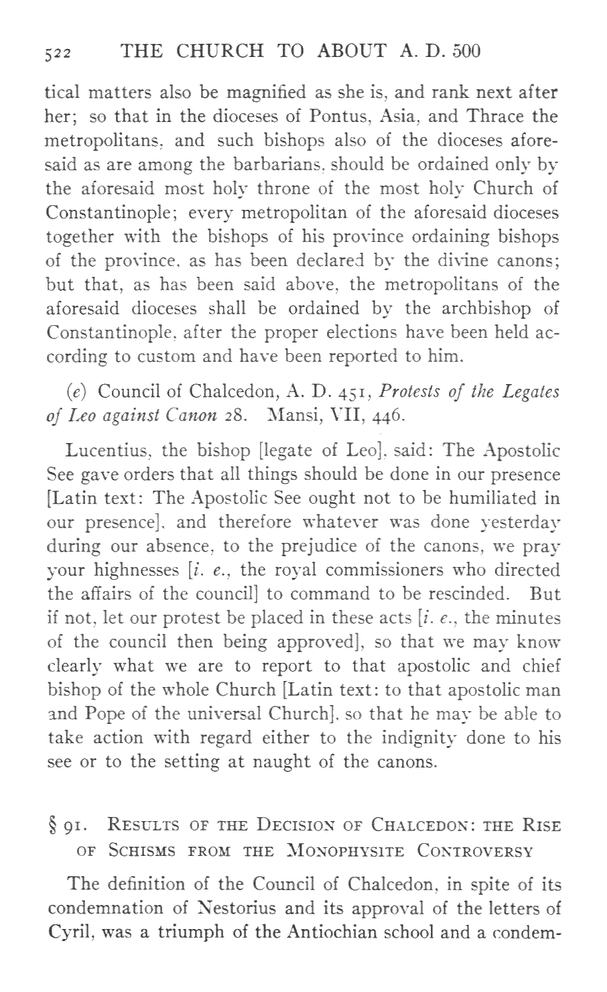 522 THE CHURCH TO ABOUT A. D. 500
tical matters also be magnified as she is, and rank next after
her; so that in the dioceses of Pontus, Asia, and Thrace the
metropolitans, and such bishops also of the dioceses afore-
said as are among the barbarians, should be ordained only by
the aforesaid most holy throne of the most holy Church of
Constantinople; every metropolitan of the aforesaid dioceses
together with the bishops of his province ordaining bishops
of the province, as has been declared by the divine canons;
but that, as has been said above, the metropolitans of the
aforesaid dioceses shall be ordained by the archbishop of
Constantinople, after the proper elections have been held ac-
cording to custom and have been reported to him.
(e) Council of Chalcedon, A. D. 451, Protests of the Legates
of Leo against Canon 28. Mansi, VII, 446.
Lucentius, the bishop [legate of Leo], said: The Apostolic
See gave orders that all things should be done in our presence
[Latin text: The Apostolic See ought not to be humiliated in
our presence], and therefore whatever was done yesterday
during our absence, to the prejudice of the canons, we pray
your highnesses [i. e., the royal commissioners who directed
the affairs of the council] to command to be rescinded. But
if not, let our protest be placed in these acts [i. e., the minutes
of the council then being approved], so that we may know
clearly what we are to report to that apostolic and chief
bishop of the whole Church [Latin text: to that apostolic man
and Pope of the universal Church], so that he may be able to
take action with regard either to the indignity done to his
see or to the setting at naught of the canons.
§ 91. RESULTS OF THE DECISION OF CHALCEDON: THE RISE
OF SCHISMS FROM THE MONOPHYSITE CONTROVERSY
The definition of the Council of Chalcedon, in spite of its
condemnation of Nestorius and its approval of the letters of
Cyril, was a triumph of the Antiochian school and a condem-